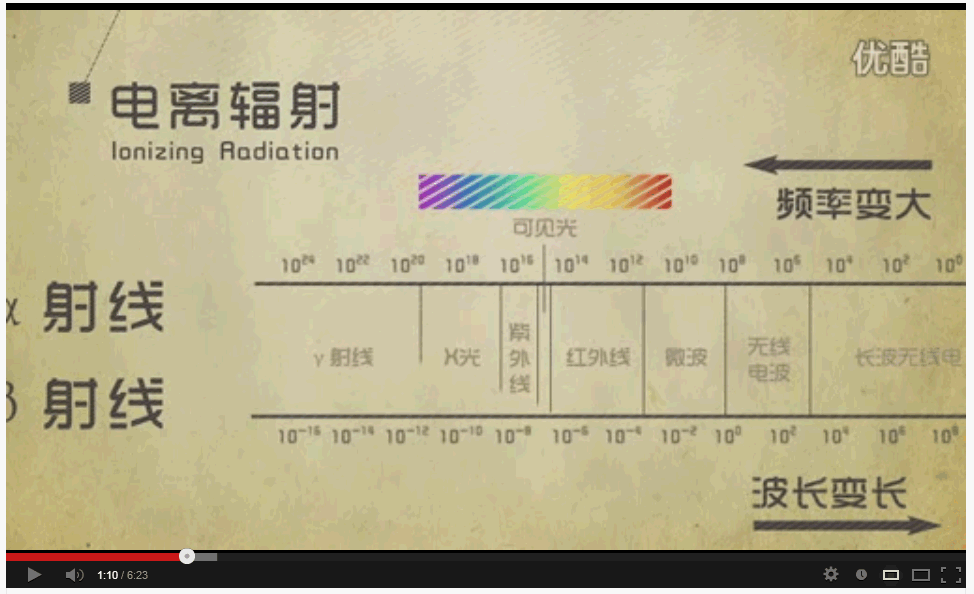 优酷
电离辐射
Ionizing Radiation
频率变大
可见光
10²⁴ 10²² 10²⁰ 10¹⁸ 10¹⁶ 10¹⁴ 10¹² 10¹⁰ 10⁸ 10⁶ 10⁴ 10² 10⁰
α 射线
γ 射线 X光 紫外线 红外线 微波 无线电波 长波无线电
β 射线
10⁻¹⁶ 10⁻¹⁴ 10⁻¹² 10⁻¹⁰ 10⁻⁸ 10⁻⁶ 10⁻⁴ 10⁻² 10⁰ 10² 10⁴ 10⁶ 10⁸
波长变长
1:10 / 6:23